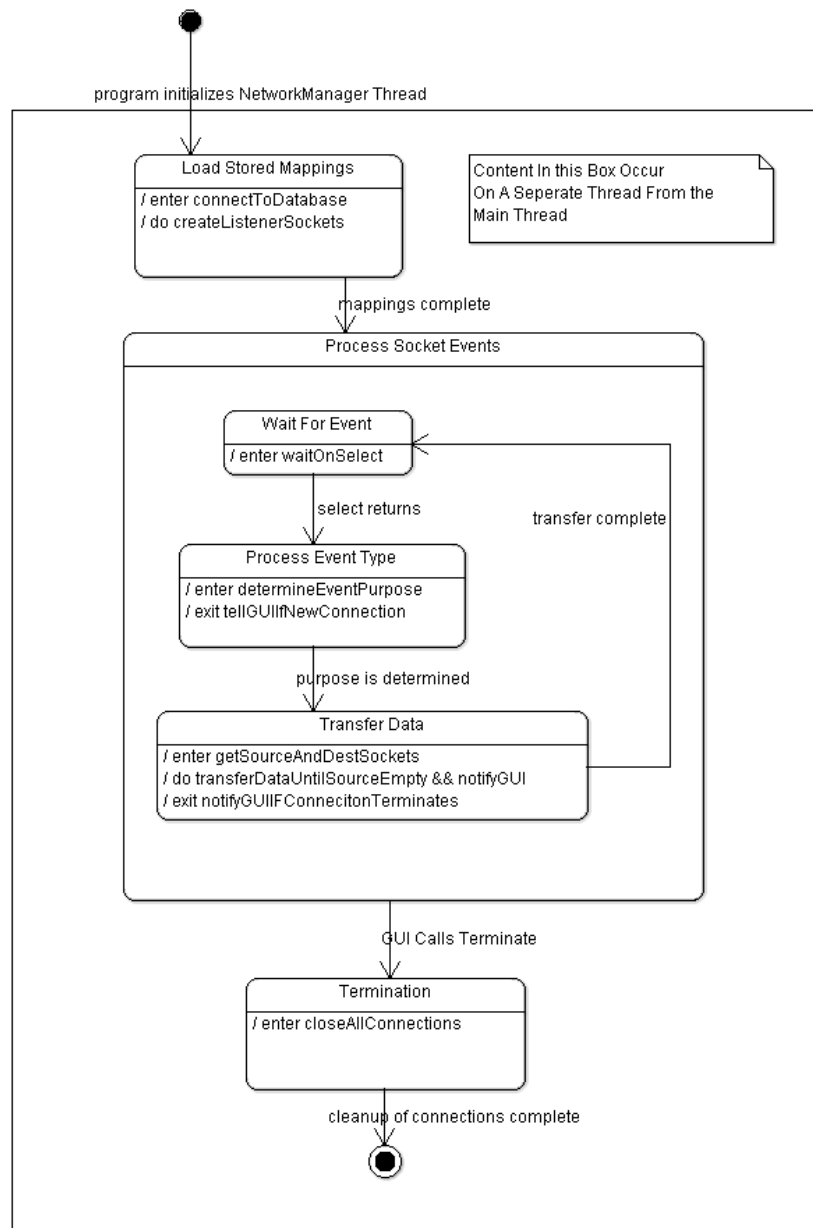 program initializes NetworkManager Thread
Load Stored Mappings
/ enter connectToDatabase
/ do createListenerSockets
Content In this Box Occur
On A Seperate Thread From the
Main Thread
mappings complete
Process Socket Events
Wait For Event
/ enter waitOnSelect
select returns
transfer complete
Process Event Type
/ enter determineEventPurpose
/ exit tellGUIIfNewConnection
purpose is determined
Transfer Data
/ enter getSourceAndDestSockets
/ do transferDataUntilSourceEmpty && notifyGUI
/ exit notifyGUIIFConnecitonTerminates
GUI Calls Terminate
Termination
/ enter closeAllConnections
cleanup of connections complete